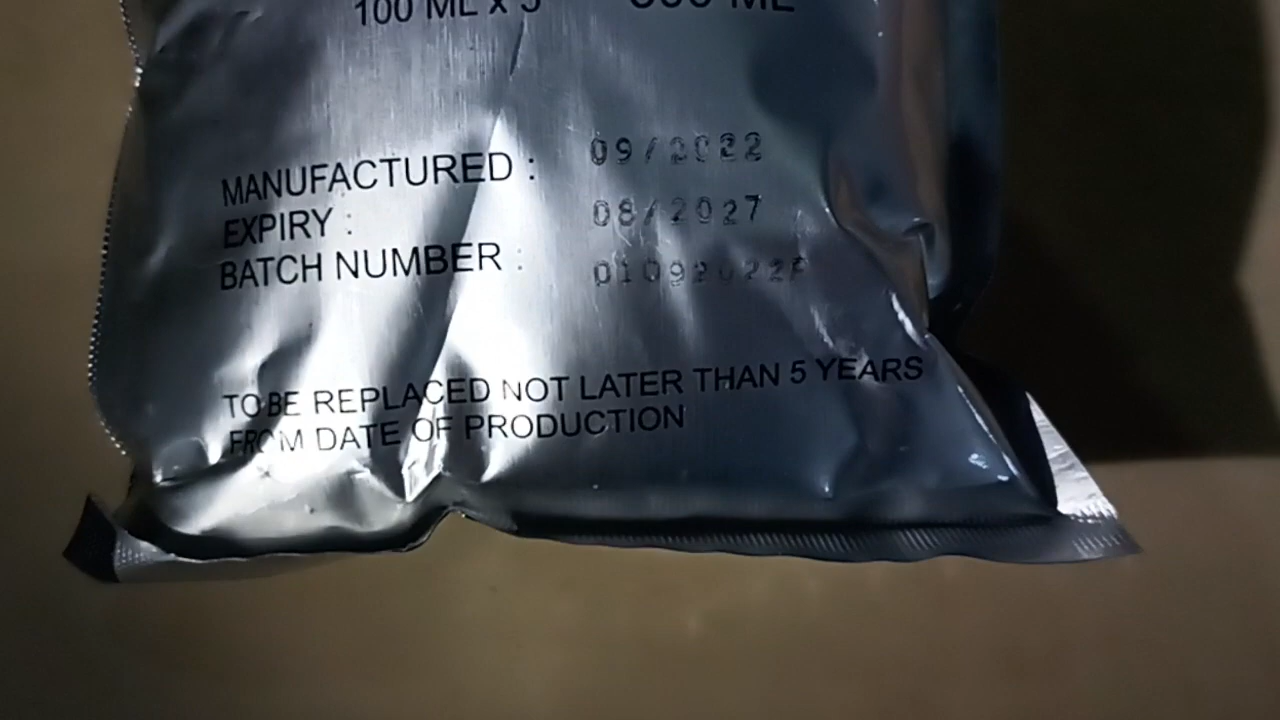 100 ML x 5 ML
MANUFACTURED : 09/2022
EXPIRY : 08/2027
BATCH NUMBER : 01092022F
TO BE REPLACED NOT LATER THAN 5 YEARS
FROM DATE OF PRODUCTION